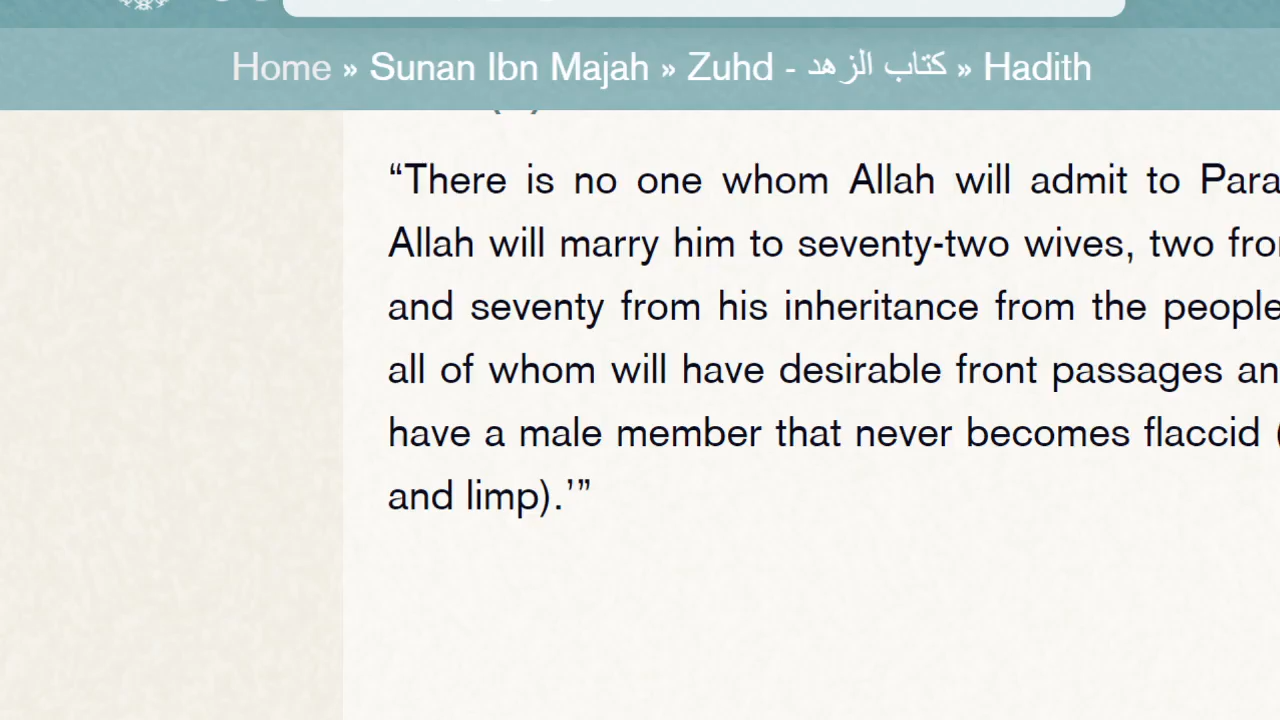 Home » Sunan Ibn Majah » Zuhd - كتاب الزهد » Hadith
“There is no one whom Allah will admit to Para
Allah will marry him to seventy-two wives, two from
and seventy from his inheritance from the people
all of whom will have desirable front passages an
have a male member that never becomes flaccid (
and limp).’”